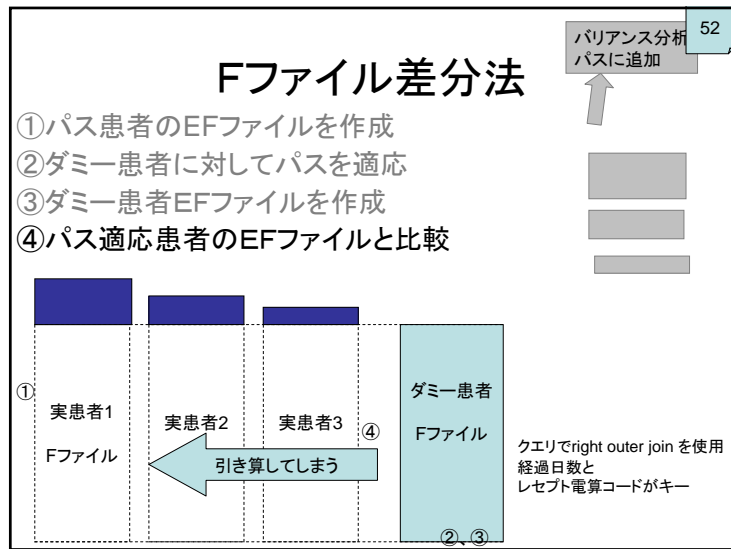 52
バリアンス分析
パスに追加
Fファイル差分法
①パス患者のEFファイルを作成
②ダミー患者に対してパスを適応
③ダミー患者EFファイルを作成
④パス適応患者のEFファイルと比較
①
実患者1
Fファイル
実患者2
実患者3
④
ダミー患者
Fファイル
引き算してしまう
②、③
クエリでright outer join を使用
経過日数と
レセプト電算コードがキー